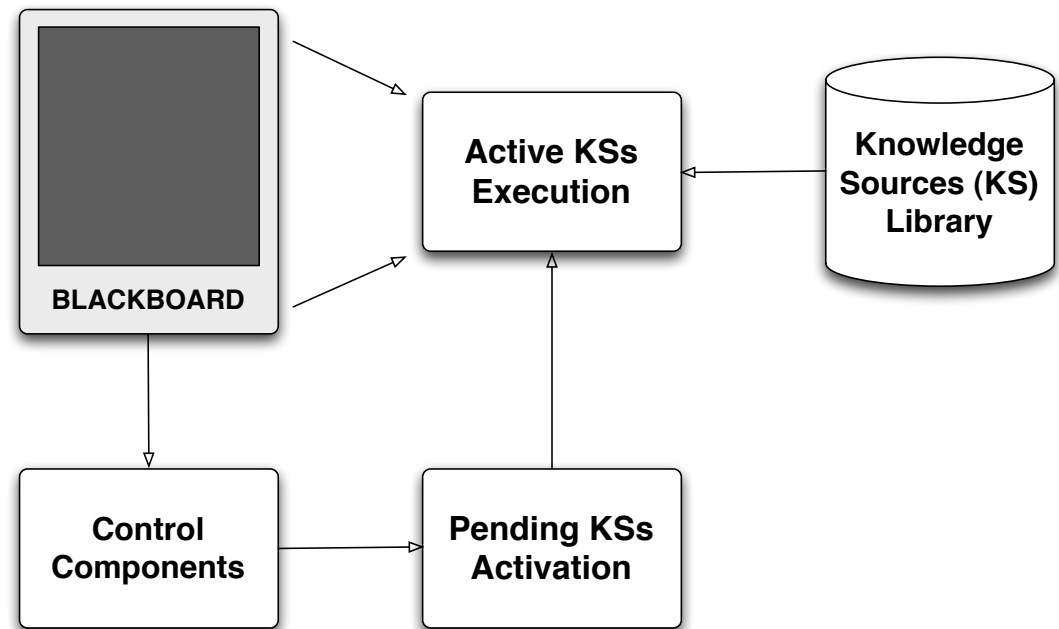 BLACKBOARD
Active KSs
Execution
Knowledge
Sources (KS)
Library
Control
Components
Pending KSs
Activation